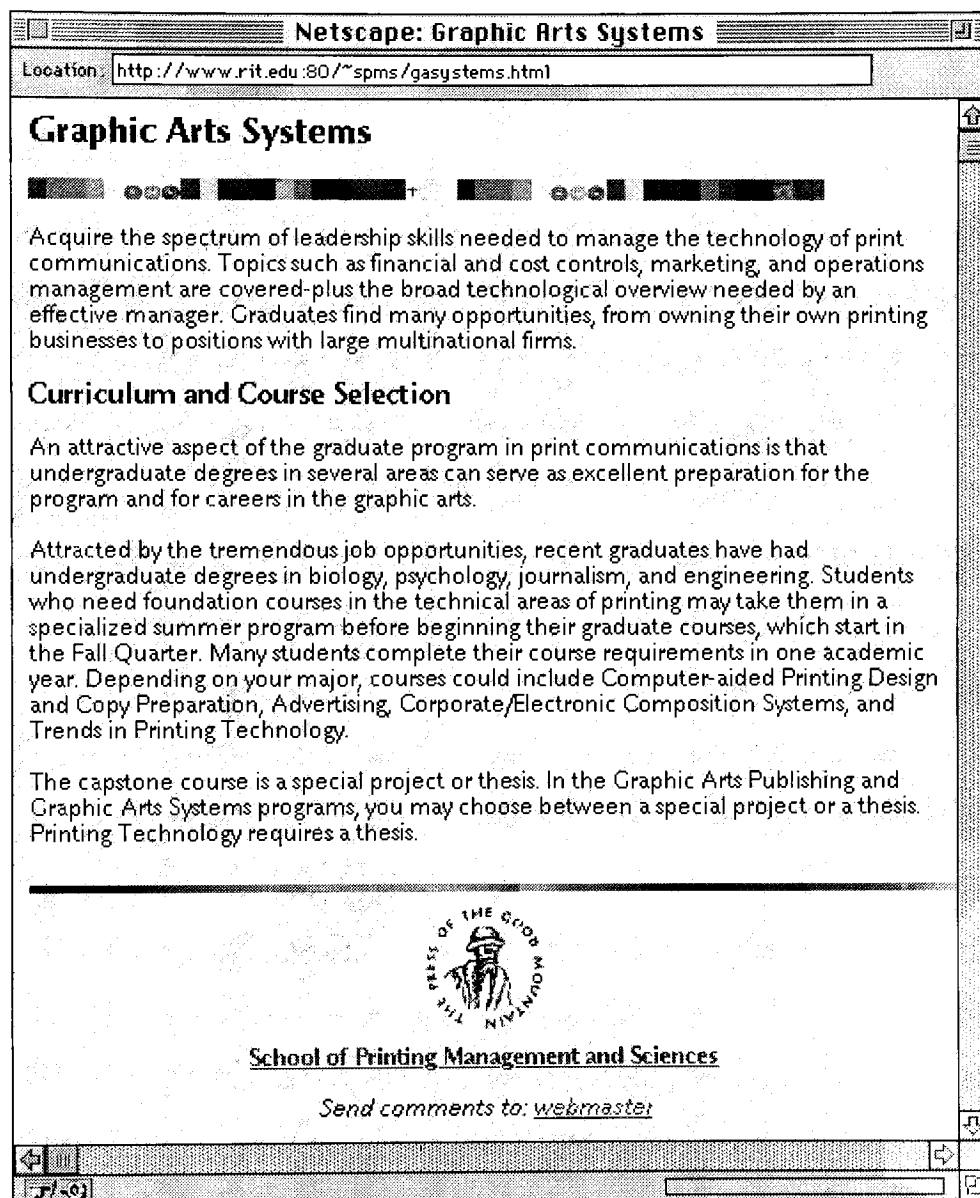 Netscape: Graphic Arts Systems
Location: http://www.rit.edu:80/~spms/gasystems.html
Graphic Arts Systems
Acquire the spectrum of leadership skills needed to manage the technology of print
communications. Topics such as financial and cost controls, marketing, and operations
management are covered-plus the broad technological overview needed by an
effective manager. Graduates find many opportunities, from owning their own printing
businesses to positions with large multinational firms.
Curriculum and Course Selection
An attractive aspect of the graduate program in print communications is that
undergraduate degrees in several areas can serve as excellent preparation for the
program and for careers in the graphic arts.
Attracted by the tremendous job opportunities, recent graduates have had
undergraduate degrees in biology, psychology, journalism, and engineering. Students
who need foundation courses in the technical areas of printing may take them in a
specialized summer program before beginning their graduate courses, which start in
the Fall Quarter. Many students complete their course requirements in one academic
year. Depending on your major, courses could include Computer-aided Printing Design
and Copy Preparation, Advertising, Corporate/Electronic Composition Systems, and
Trends in Printing Technology.
The capstone course is a special project or thesis. In the Graphic Arts Publishing and
Graphic Arts Systems programs, you may choose between a special project or a thesis.
Printing Technology requires a thesis.
THE PRESS OF THE GOOD MOUNTAIN
School of Printing Management and Sciences
Send comments to: webmaster